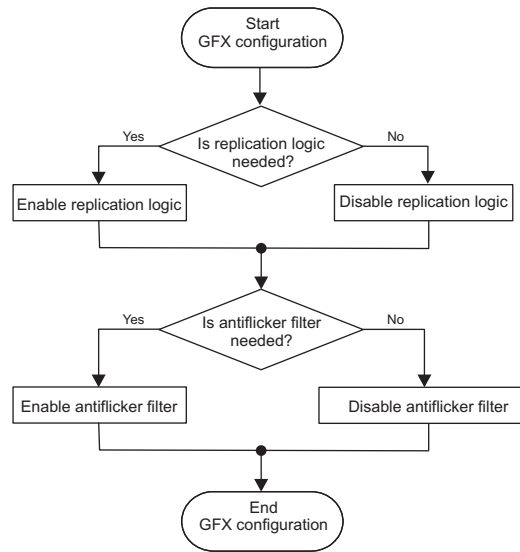 Start
GFX configuration
Is replication logic
needed?
Yes
No
Enable replication logic
Disable replication logic
Is antiflicker filter
needed?
Yes
No
Enable antiflicker filter
Disable antiflicker filter
End
GFX configuration